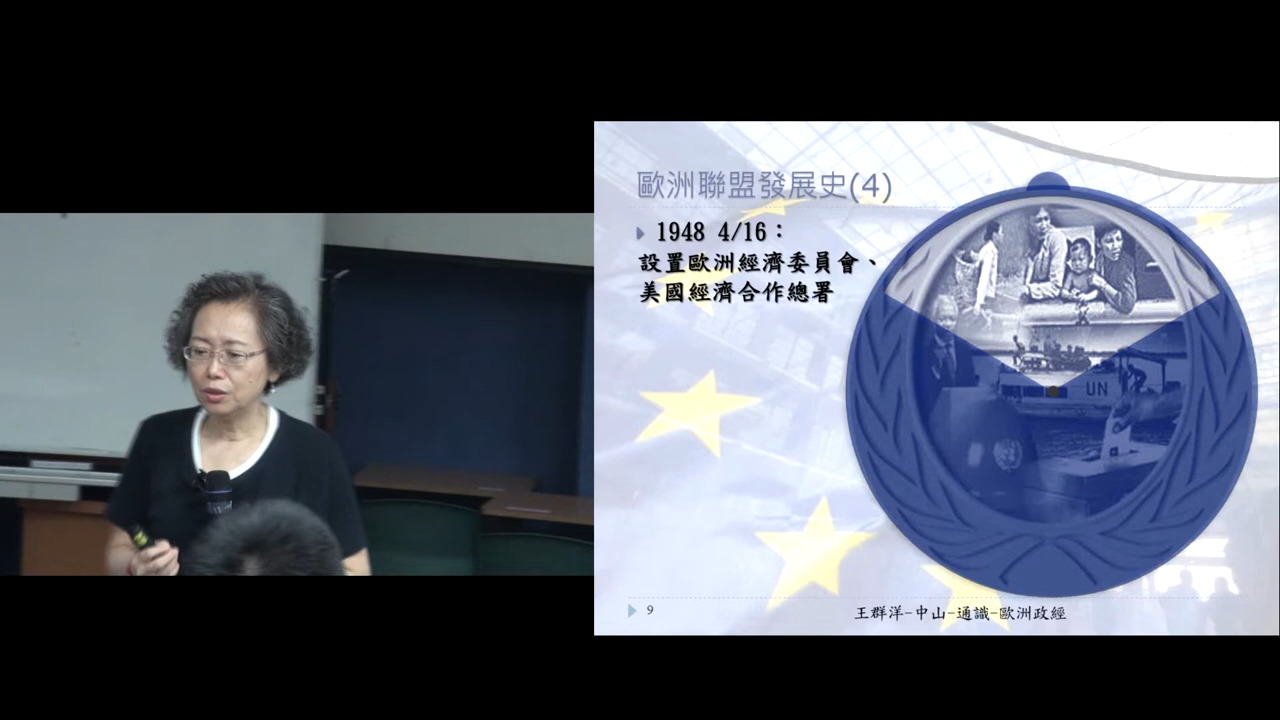 歐洲聯盟發展史(4)
1948 4/16：
設置歐洲經濟委員會、
美國經濟合作總署
UN
9
王群洋-中山-通識-歐洲政經